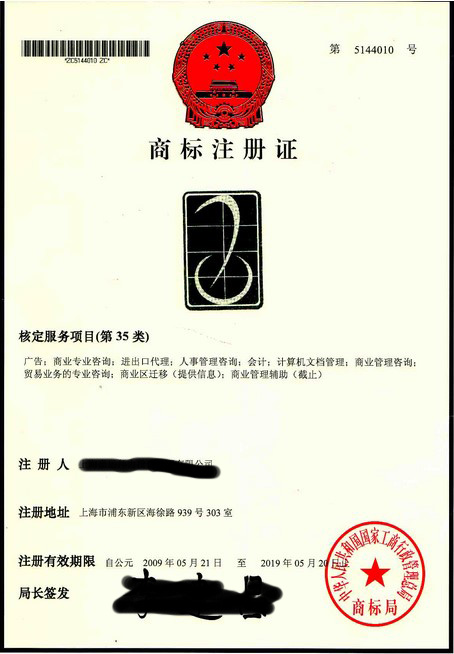 第 5144010 号
*ZC5144010 ZC*
商标注册证
核定服务项目(第 35 类)
广告；商业专业咨询；进出口代理；人事管理咨询；会计；计算机文档管理；商业管理咨询；
贸易业务的专业咨询；商业区迁移（提供信息）；商业管理辅助（截止）
注 册 人
注册地址 上海市浦东新区海徐路 939 号 303 室
注册有效期限 自公元 2009 年 05 月 21 日 至 2019 年 05 月 20 日止
局长签发
中华人民共和国国家工商行政管理总局
商标局